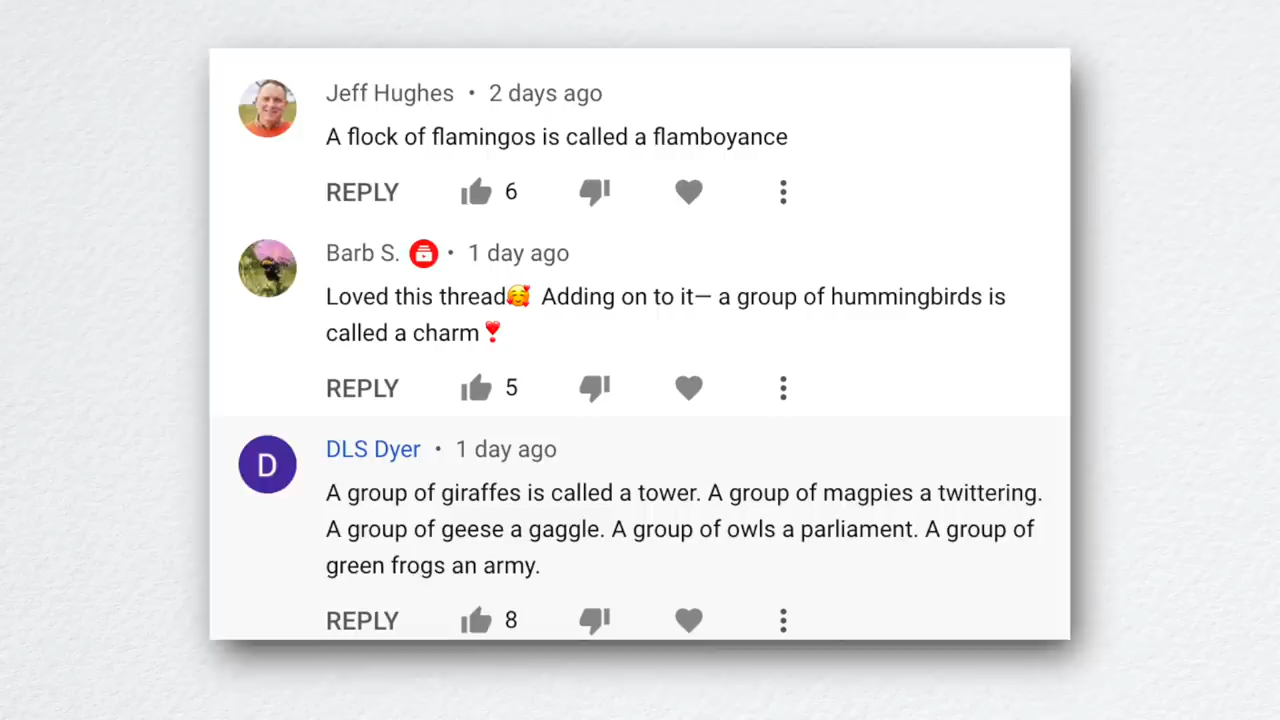 Jeff Hughes • 2 days ago
A flock of flamingos is called a flamboyance
REPLY 6
Barb S. • 1 day ago
Loved this thread🥰 Adding on to it— a group of hummingbirds is
called a charm❣️
REPLY 5
D
DLS Dyer • 1 day ago
A group of giraffes is called a tower. A group of magpies a twittering.
A group of geese a gaggle. A group of owls a parliament. A group of
green frogs an army.
REPLY 8